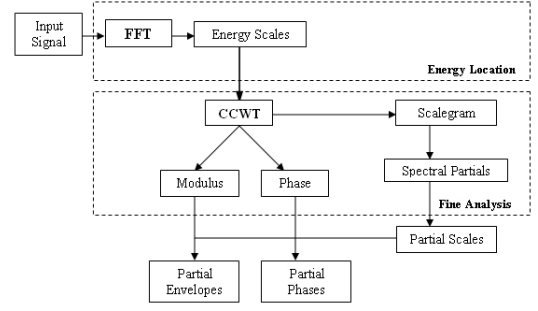 Input
Signal
FFT
Energy Scales
Energy Location
CCWT
Scalegram
Modulus
Phase
Spectral Partials
Fine Analysis
Partial Scales
Partial
Envelopes
Partial
Phases